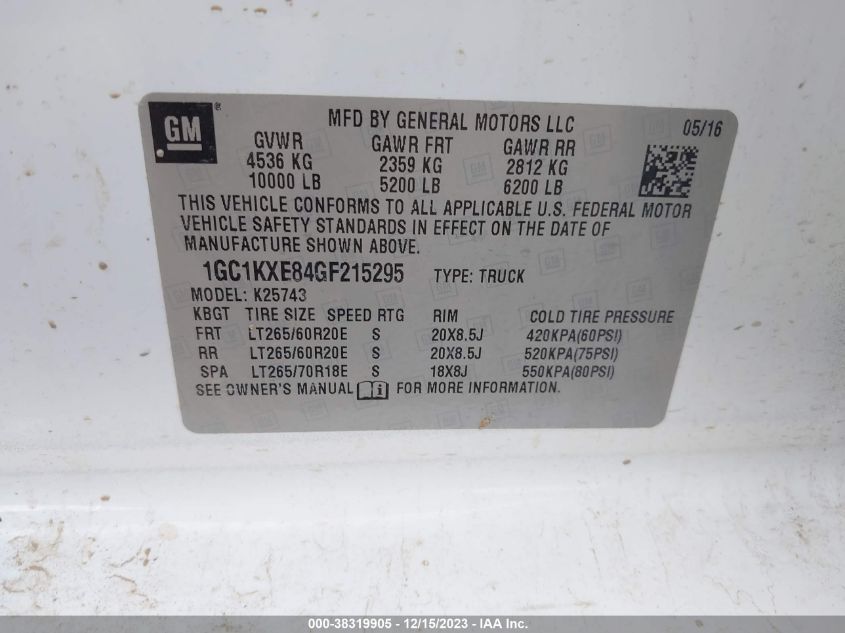 GM ®
MFD BY GENERAL MOTORS LLC 05/16
GVWR GAWR FRT GAWR RR
4536 KG 2359 KG 2812 KG
10000 LB 5200 LB 6200 LB
THIS VEHICLE CONFORMS TO ALL APPLICABLE U.S. FEDERAL MOTOR
VEHICLE SAFETY STANDARDS IN EFFECT ON THE DATE OF
MANUFACTURE SHOWN ABOVE.
1GC1KXE84GF215295 TYPE: TRUCK
MODEL: K25743
KBGT TIRE SIZE SPEED RTG RIM COLD TIRE PRESSURE
FRT LT265/60R20E S 20X8.5J 420KPA(60PSI)
RR LT265/60R20E S 20X8.5J 520KPA(75PSI)
SPA LT265/70R18E S 18X8J 550KPA(80PSI)
SEE OWNER'S MANUAL i FOR MORE INFORMATION.
000-38319905 - 12/15/2023 - IAA Inc.